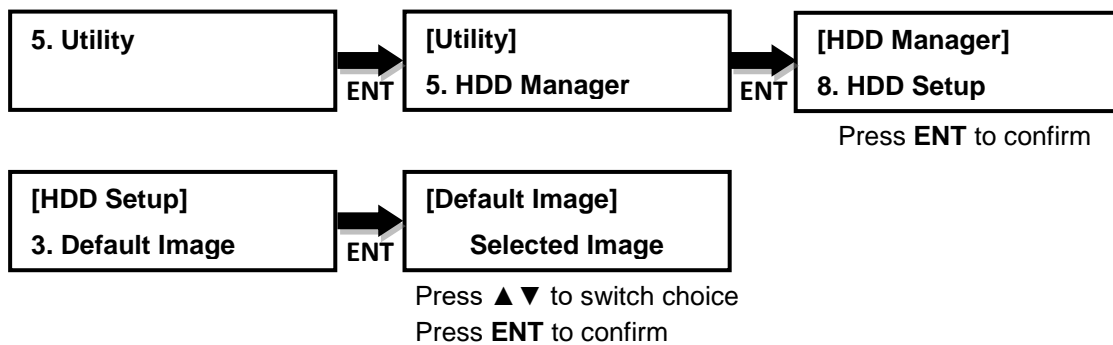 5. Utility
ENT
[Utility]
5. HDD Manager
ENT
[HDD Manager]
8. HDD Setup
Press ENT to confirm
[HDD Setup]
3. Default Image
ENT
[Default Image]
Selected Image
Press ▲▼ to switch choice
Press ENT to confirm